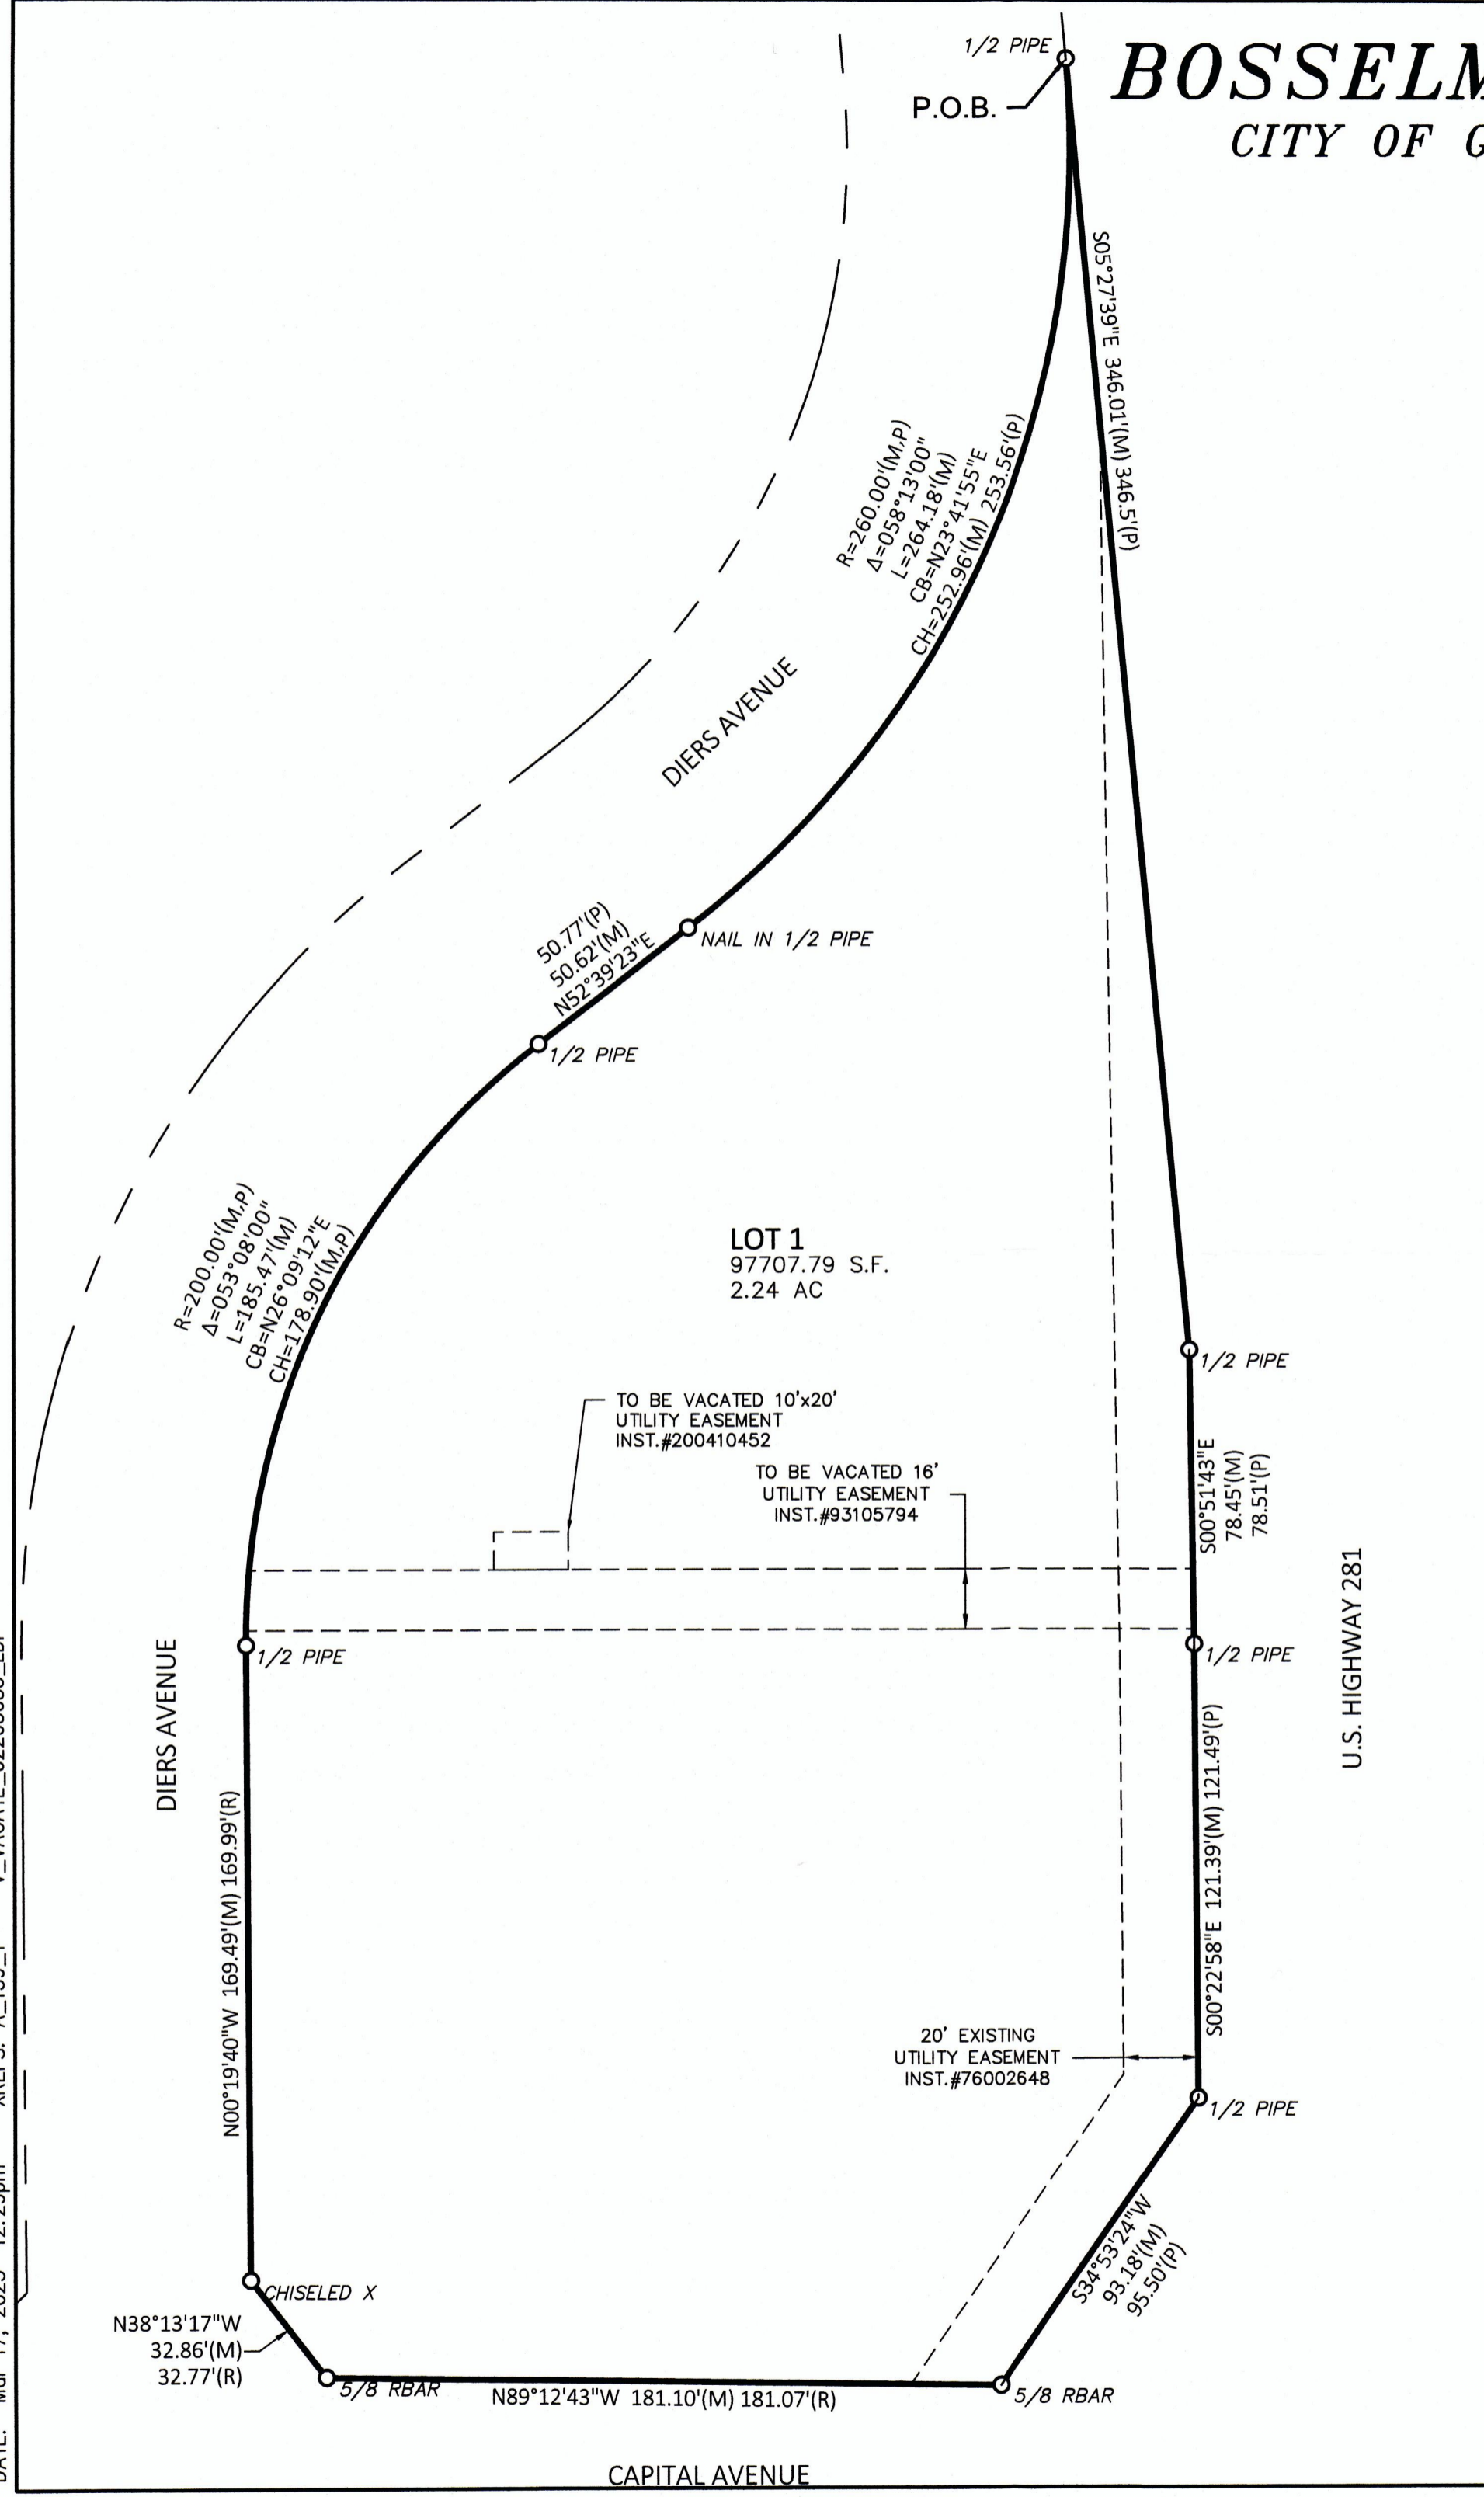 1/2 PIPE
P.O.B.
CITY OF
S05°27'39"E 346.01'(M) 346.5'(P)
R=260.00'(M,P)
Δ=058°13'00"
L=264.18'(M)
CB=N23°41'55"E
CH=252.96'(M) 253.56'(P)
DIERS AVENUE
50.77'(P)
50.62'(M)
N52°39'23"E
NAIL IN 1/2 PIPE
1/2 PIPE
R=200.00'(M,P)
Δ=053°08'00"
L=185.47'(M)
CB=N26°09'12"E
CH=178.90'(M,P)
LOT 1
97707.79 S.F.
2.24 AC
1/2 PIPE
TO BE VACATED 10'x20'
UTILITY EASEMENT
INST.#200410452
TO BE VACATED 16'
UTILITY EASEMENT
INST.#93105794
S00°51'43"E
78.45'(M)
78.51'(P)
U.S. HIGHWAY 281
1/2 PIPE
1/2 PIPE
DIERS AVENUE
N00°19'40"W 169.49'(M) 169.99'(R)
S00°22'58"E 121.39'(M) 121.49'(P)
20' EXISTING
UTILITY EASEMENT
INST.#76002648
1/2 PIPE
S34°53'24"W
93.18'(M)
95.50'(P)
CHISELED X
N38°13'17"W
32.86'(M)
32.77'(R)
5/8 RBAR
N89°12'43"W 181.10'(M) 181.07'(R)
5/8 RBAR
CAPITAL AVENUE